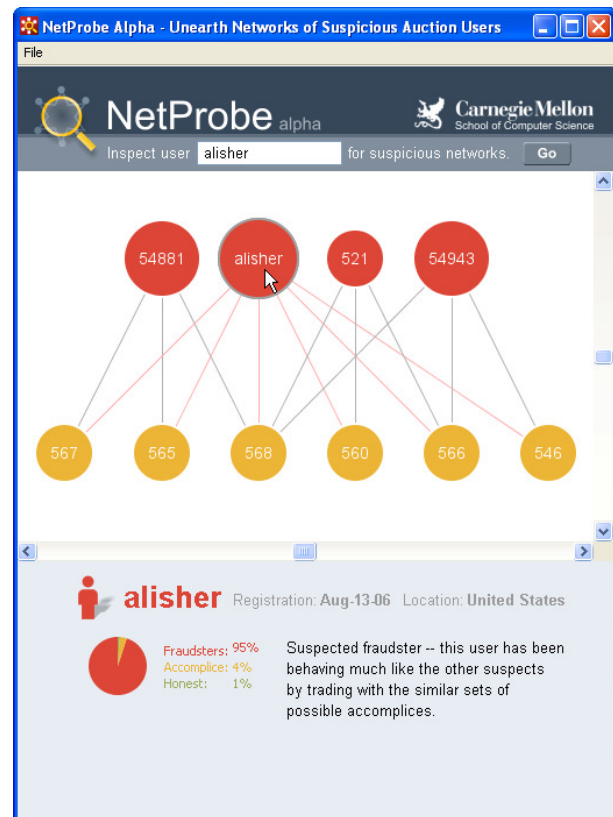 NetProbe Alpha - Unearth Networks of Suspicious Auction Users
File
NetProbe alpha
Carnegie Mellon
School of Computer Science
Inspect user alisher for suspicious networks. Go
54881 alisher 521 54943
567 565 568 560 566 546
alisher Registration: Aug-13-06 Location: United States
Fraudsters: 95%
Accomplice: 4%
Honest: 1%
Suspected fraudster -- this user has been
behaving much like the other suspects
by trading with the similar sets of
possible accomplices.